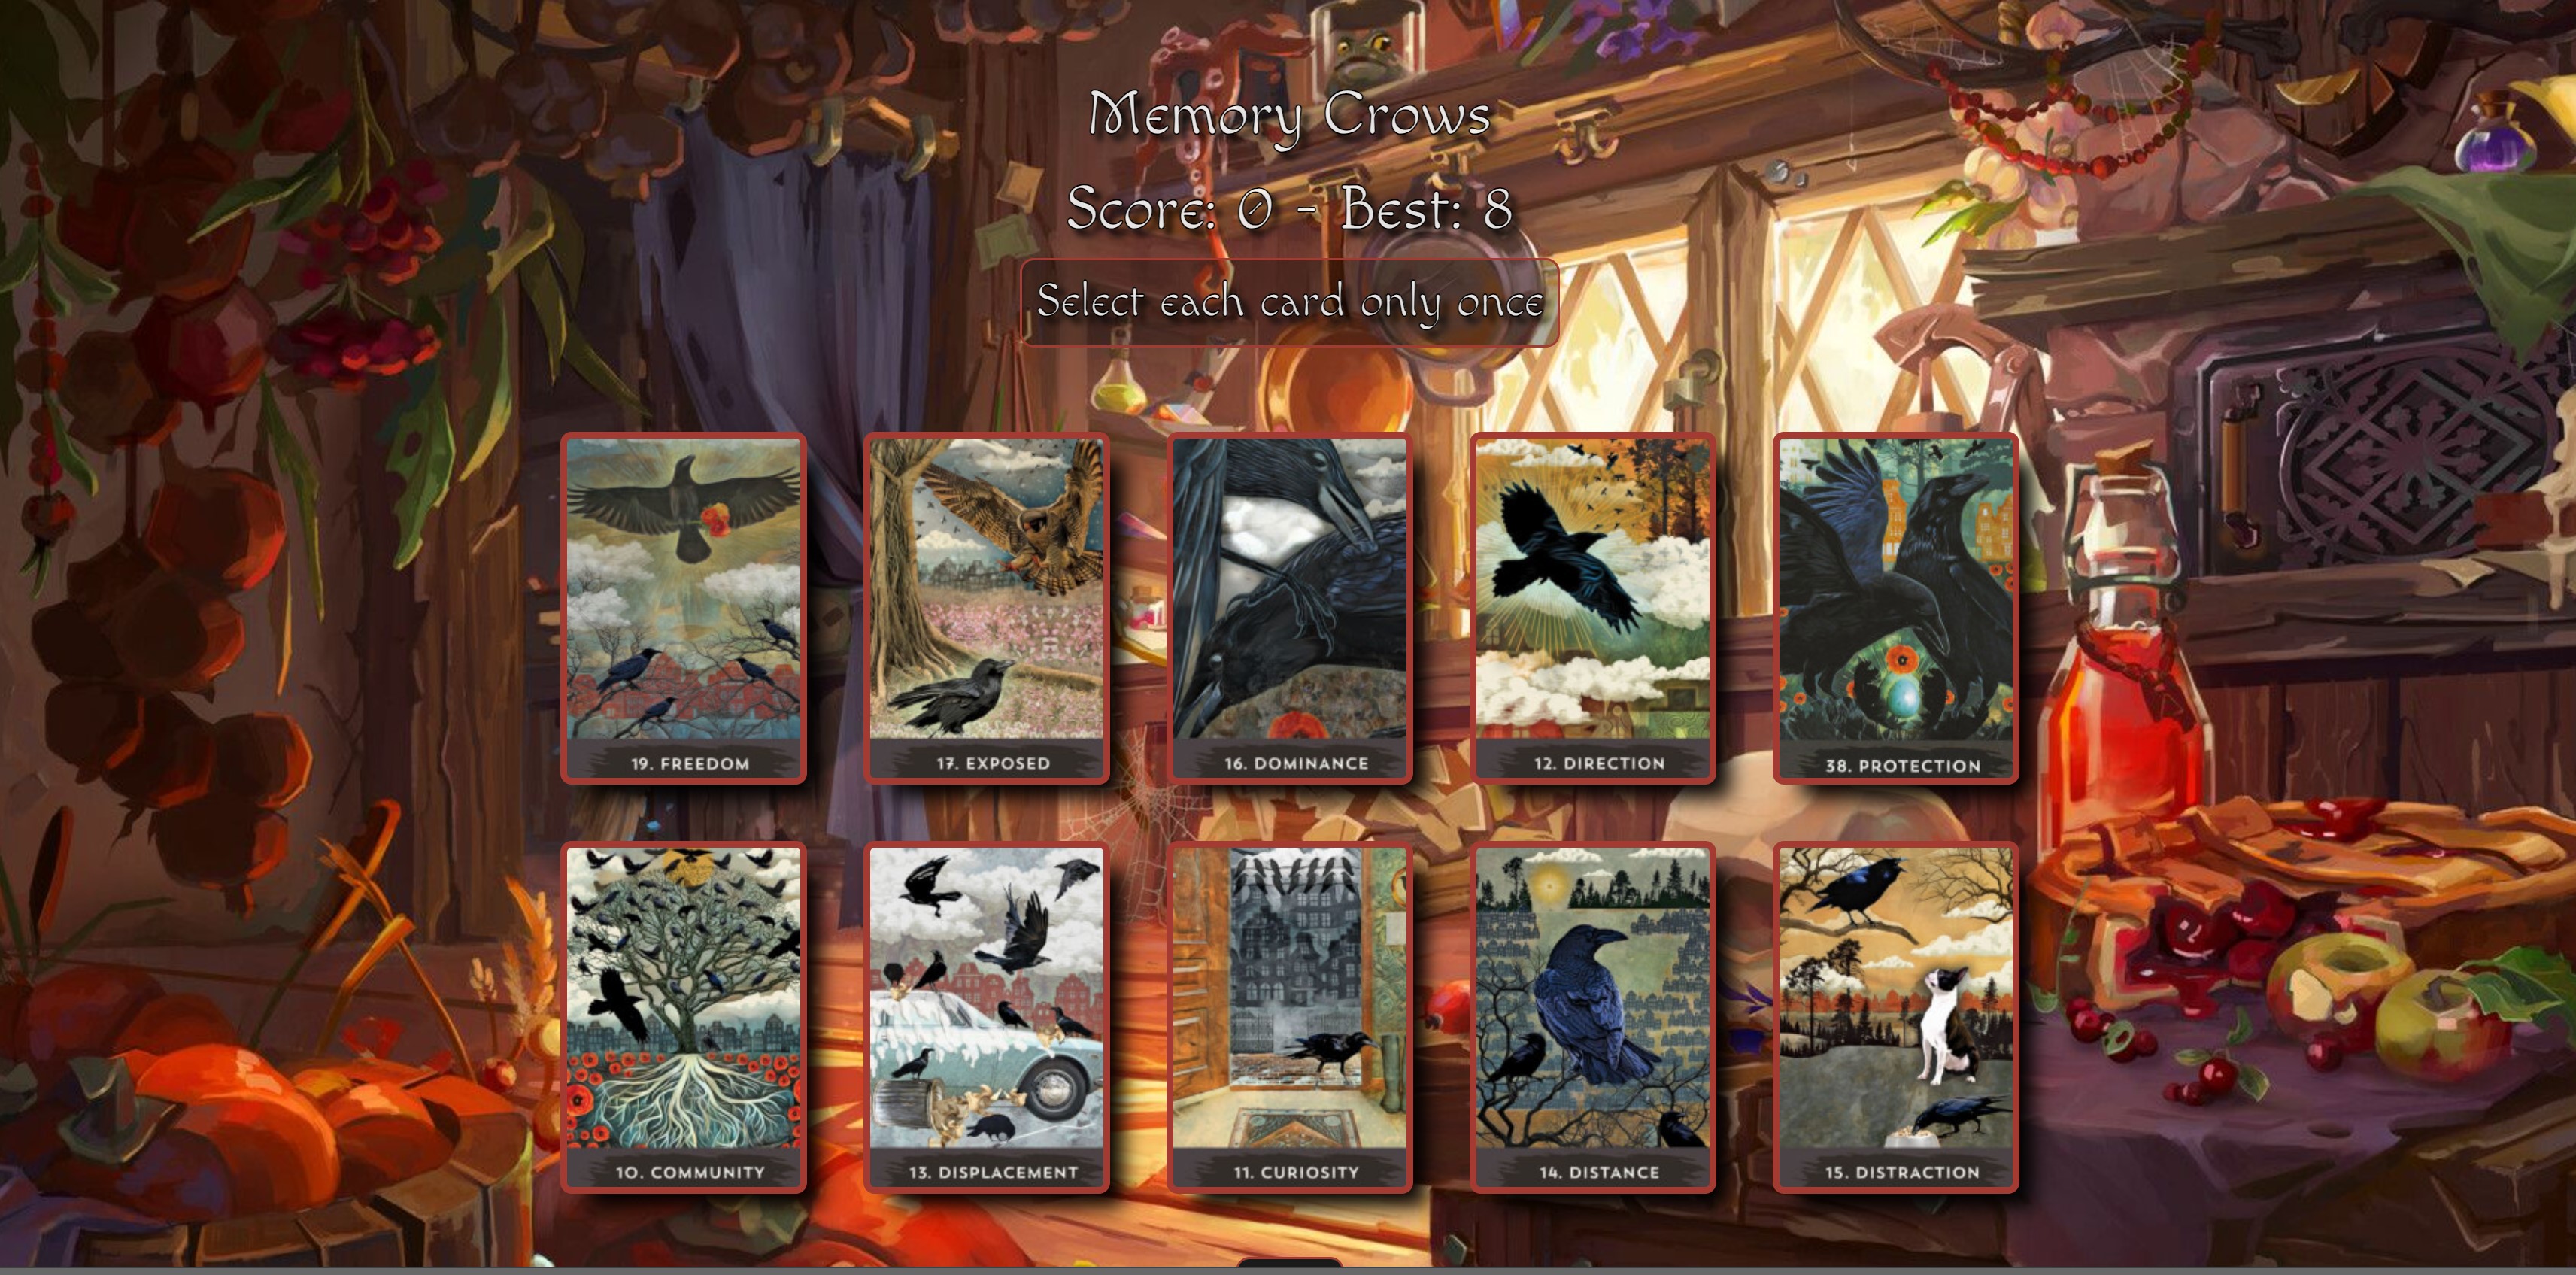 Memory Crows
Score: 0 - Best: 8
Select each card only once
19. FREEDOM
17. EXPOSED
16. DOMINANCE
12. DIRECTION
38. PROTECTION
10. COMMUNITY
13. DISPLACEMENT
11. CURIOSITY
14. DISTANCE
15. DISTRACTION